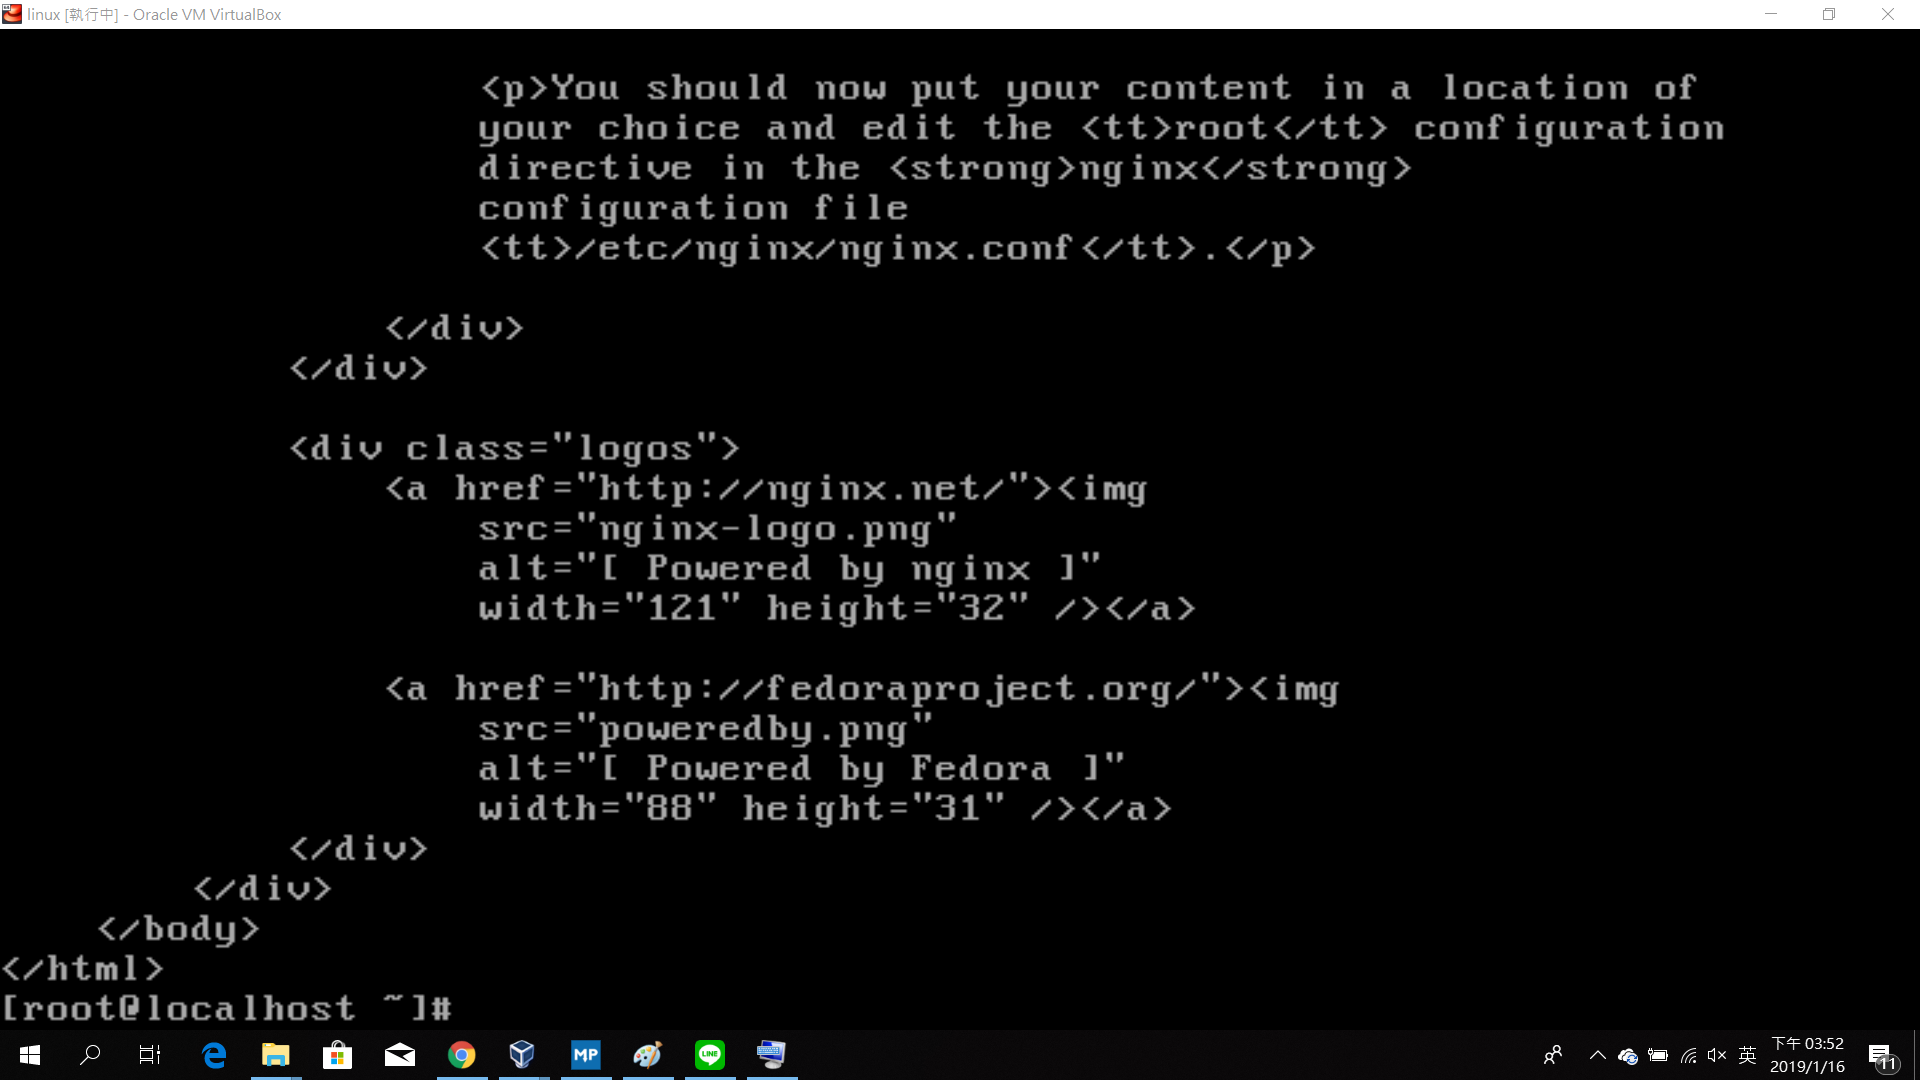 linux [執行中] - Oracle VM VirtualBox
<p>You should now put your content in a location of
your choice and edit the <tt>root</tt> configuration
directive in the <strong>nginx</strong>
configuration file
<tt>/etc/nginx/nginx.conf</tt>.</p>
</div>
</div>
<div class="logos">
<a href="http://nginx.net/"><img
src="nginx-logo.png"
alt="[ Powered by nginx ]"
width="121" height="32" /></a>
<a href="http://fedoraproject.org/"><img
src="poweredby.png"
alt="[ Powered by Fedora ]"
width="88" height="31" /></a>
</div>
</div>
</body>
</html>
[root@localhost ~]#
MP
LINE
英
下午 03:52
2019/1/16
11